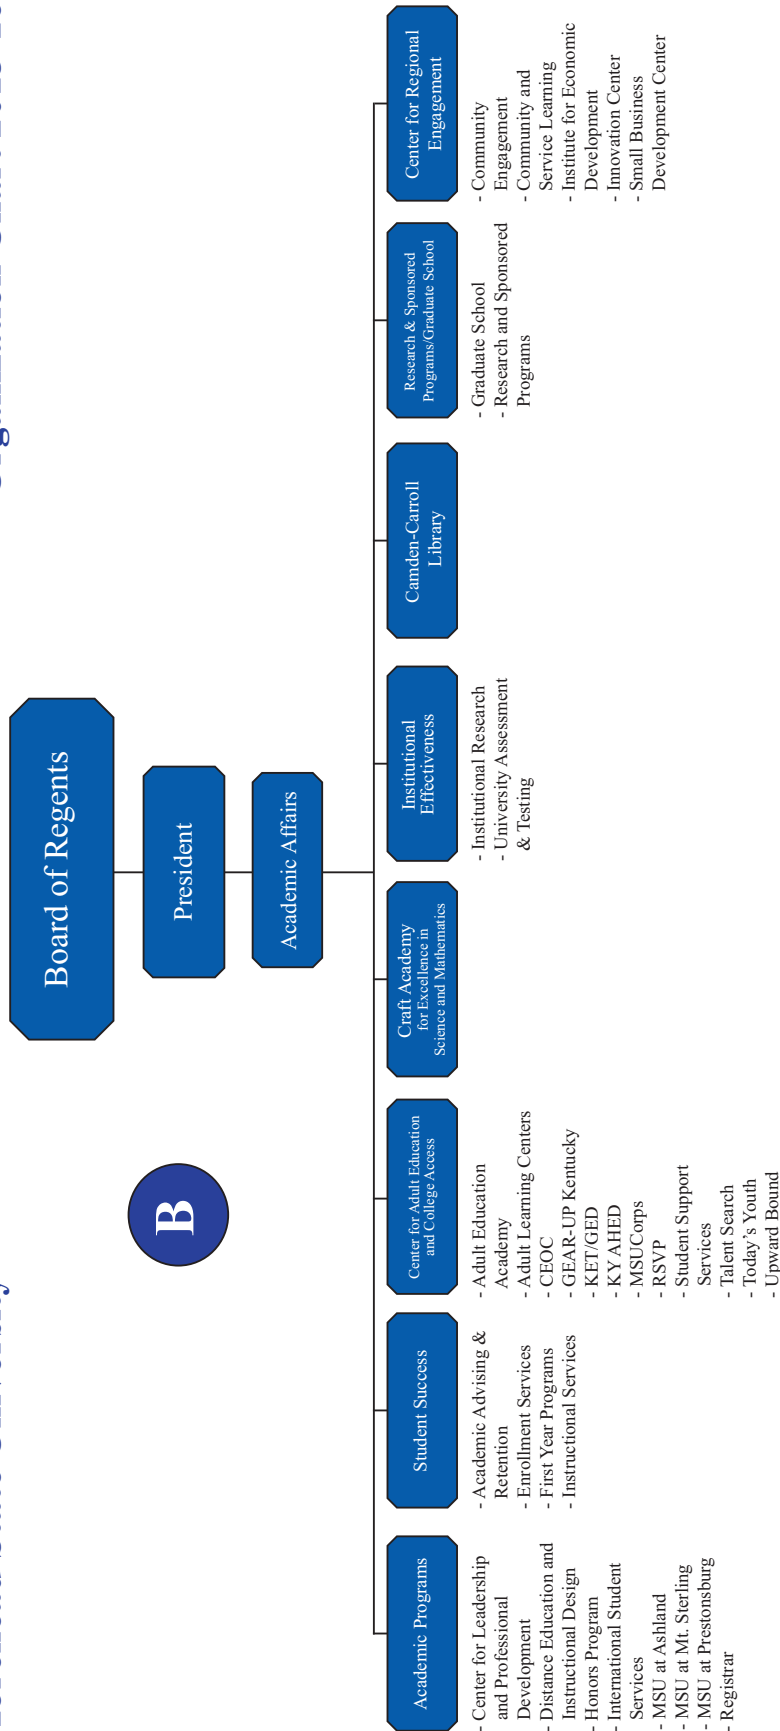 Board of Regents
President
Academic Affairs
B
Academic Programs
- Center for Leadership
and Professional
Development
- Distance Education and
Instructional Design
- Honors Program
- International Student
Services
- MSU at Ashland
- MSU at Mt. Sterling
- MSU at Prestonsburg
- Registrar
Student Success
- Academic Advising &
Retention
- Enrollment Services
- First Year Programs
- Instructional Services
Center for Adult Education
and College Access
- Adult Education
Academy
- Adult Learning Centers
- CEOC
- GEAR-UP Kentucky
- KET/GED
- KYAHED
- MSUCorps
- RSVP
- Student Support
Services
- Talent Search
- Today's Youth
- Upward Bound
Craft Academy
for Excellence in
Science and Mathematics
Institutional
Effectiveness
- Institutional Research
- University Assessment
& Testing
Camden-Carroll
Library
Research & Sponsored
Programs/Graduate School
- Graduate School
- Research and Sponsored
Programs
Center for Regional
Engagement
- Community
Engagement
- Community and
Service Learning
- Institute for Economic
Development
- Innovation Center
- Small Business
Development Center